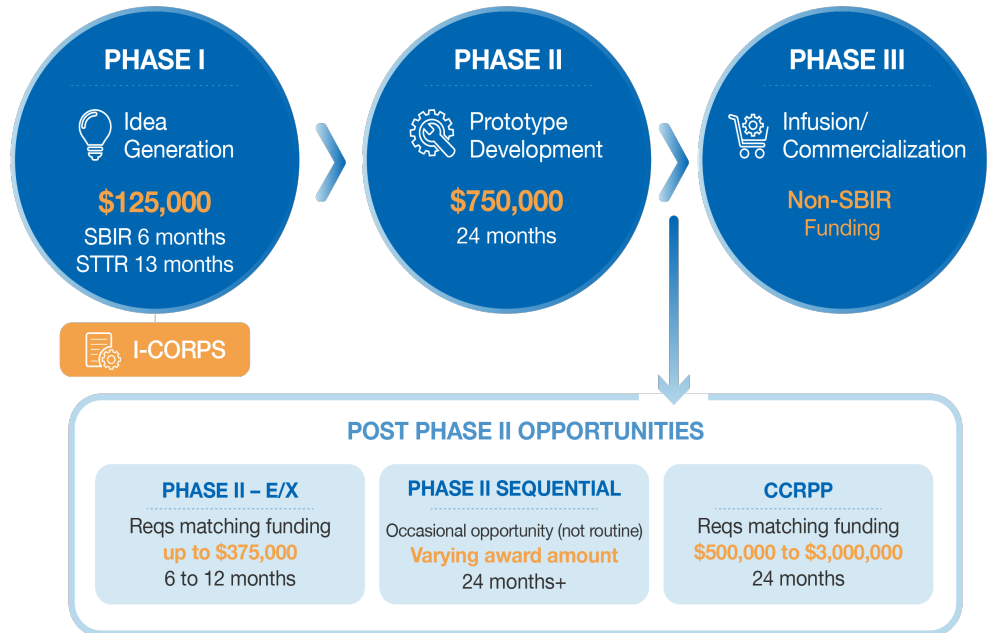 PHASE I
Idea
Generation
$125,000
SBIR 6 months
STTR 13 months
I-CORPS
PHASE II
Prototype
Development
$750,000
24 months
PHASE III
Infusion/
Commercialization
Non-SBIR
Funding
POST PHASE II OPPORTUNITIES
PHASE II – E/X
Reqs matching funding
up to $375,000
6 to 12 months
PHASE II SEQUENTIAL
Occasional opportunity (not routine)
Varying award amount
24 months+
CCRPP
Reqs matching funding
$500,000 to $3,000,000
24 months